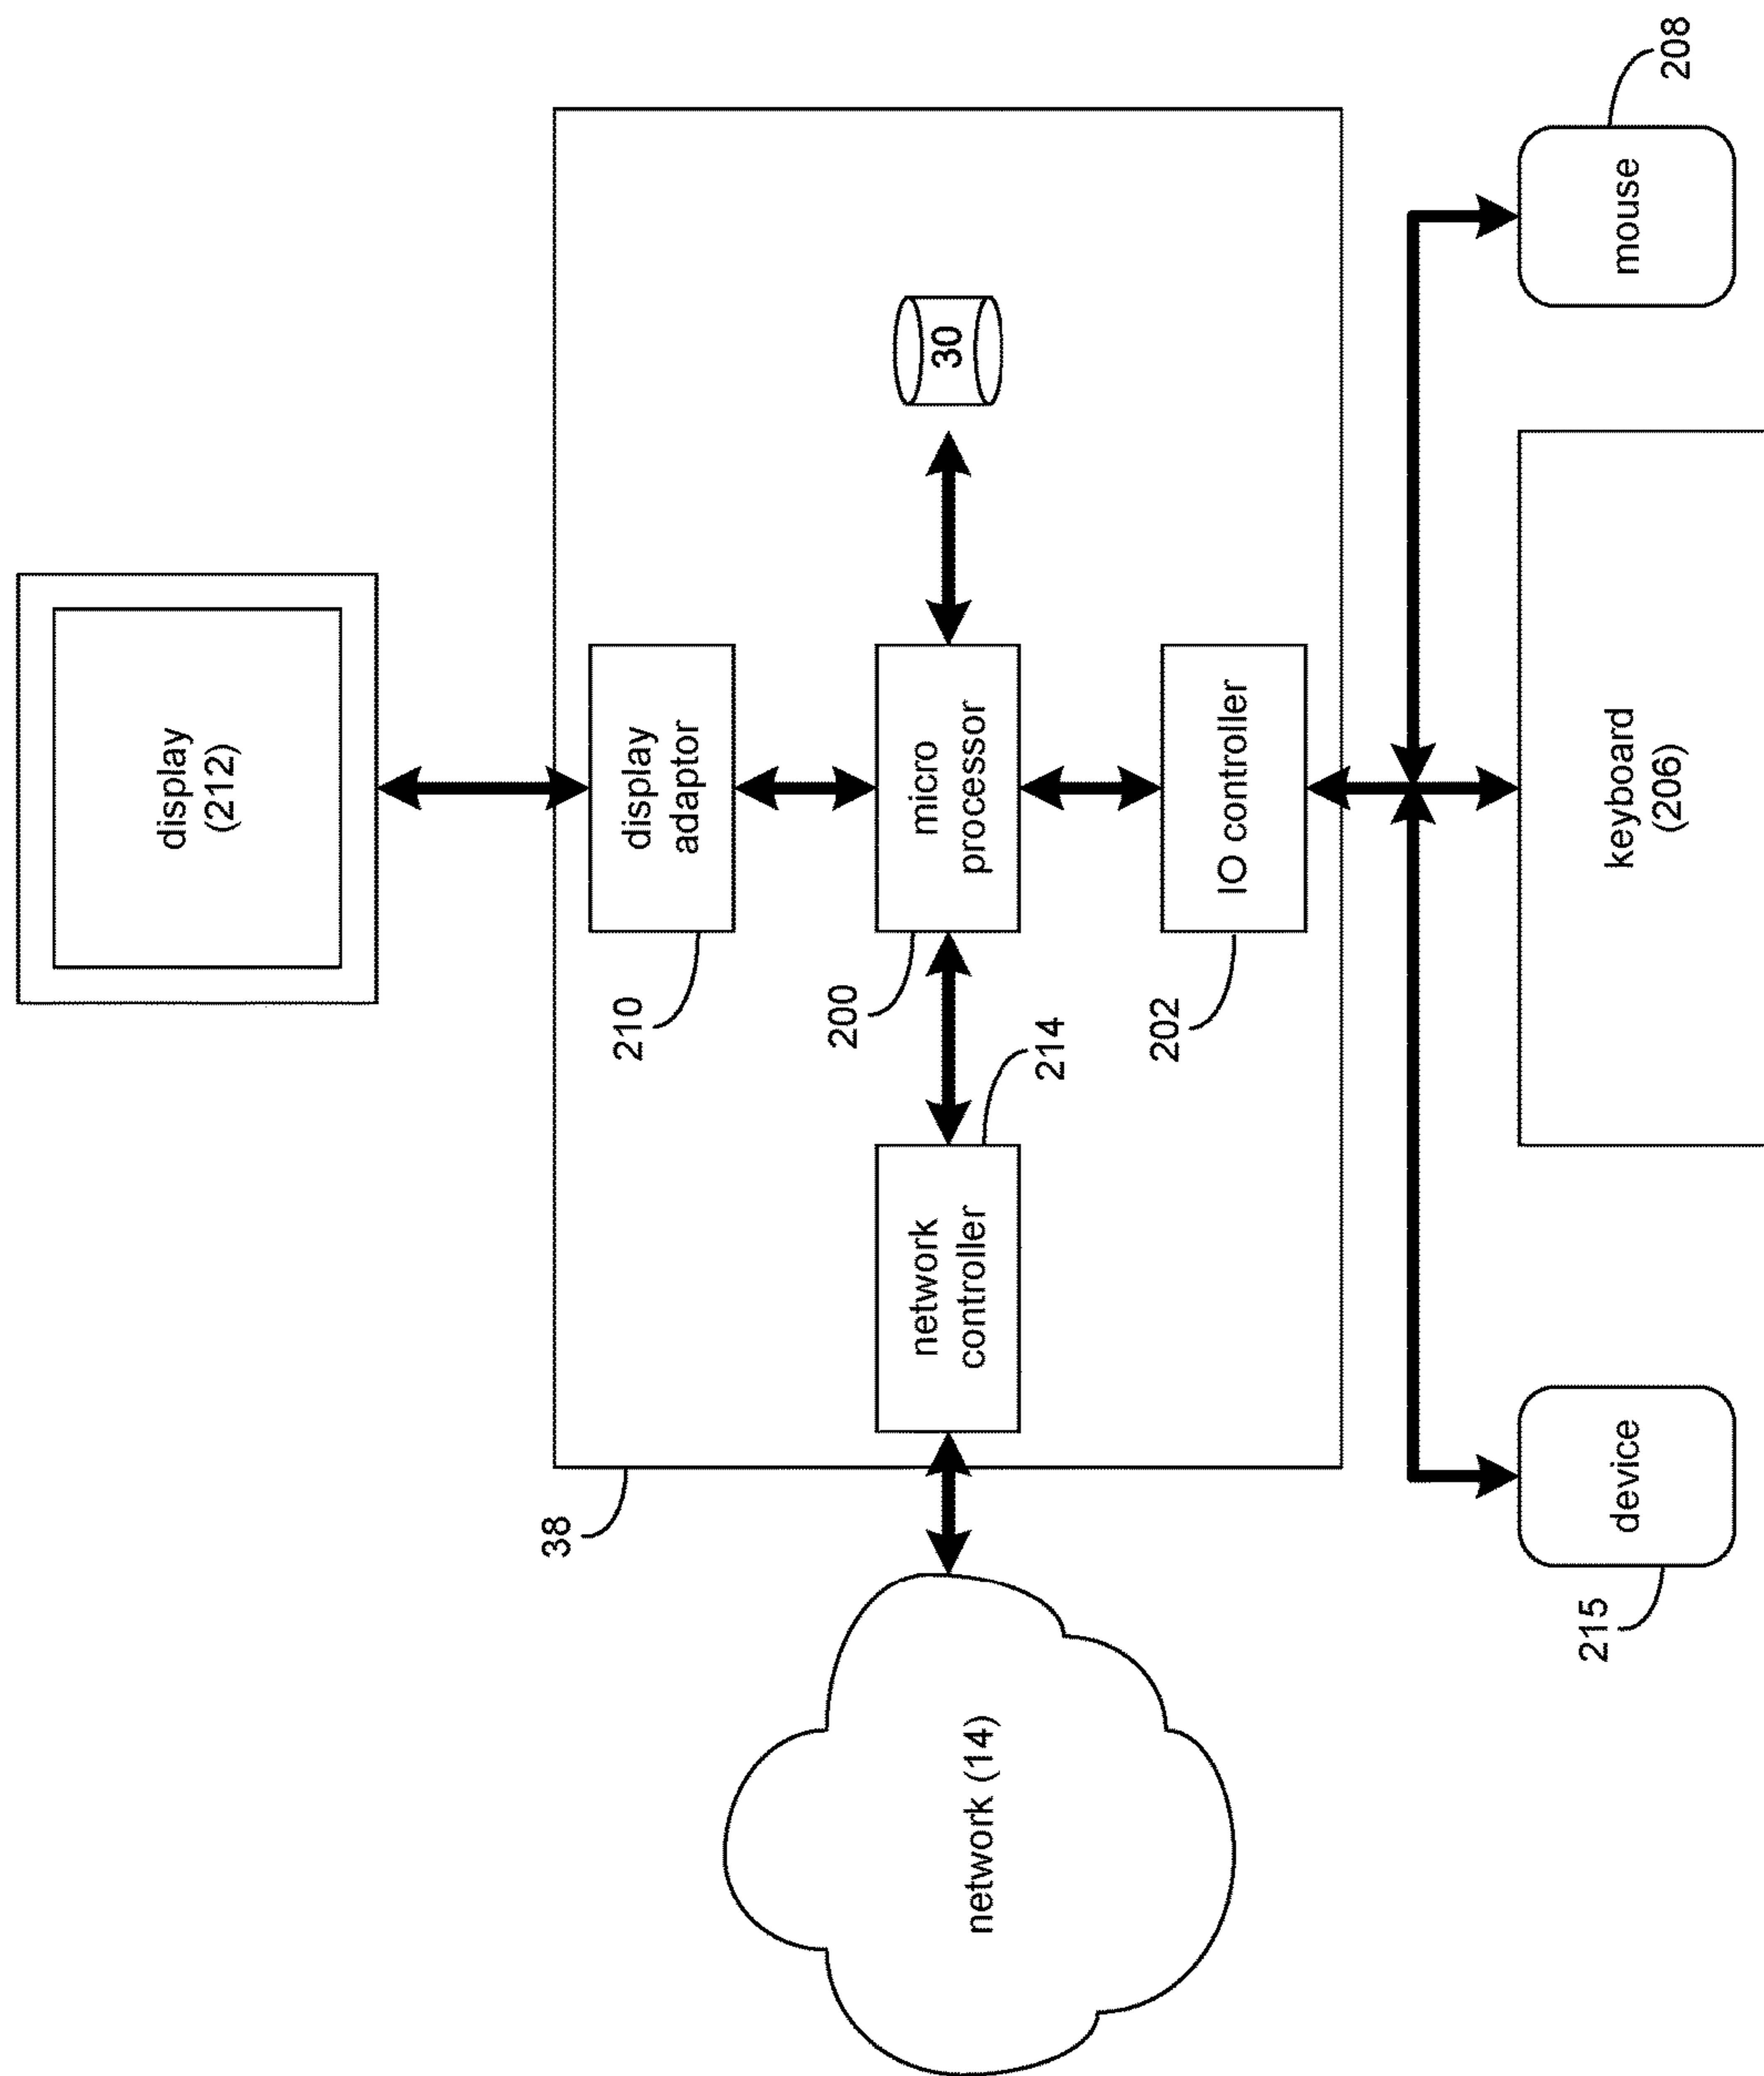 display
(212)
display
adaptor
210
micro
processor
200
30
network
controller
214
38
network (14)
IO controller
202
device
215
keyboard
(206)
mouse
208